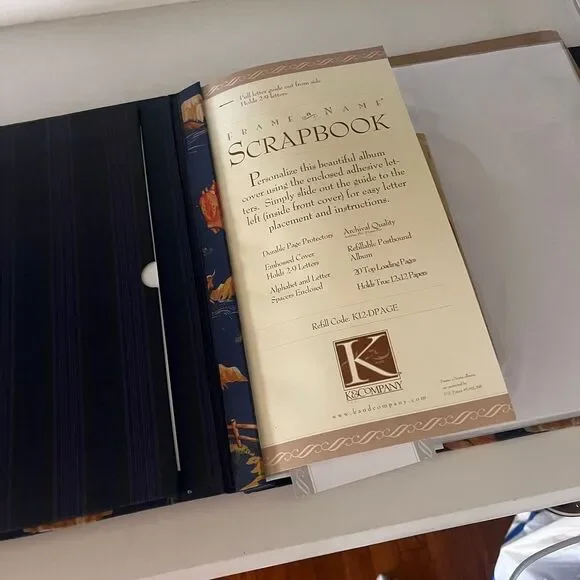 Pull letter guide out from side
Holds 2-9 letters
FRAME A NAME
SCRAPBOOK
Personalize this beautiful album
cover using the enclosed adhesive let-
ters. Simply slide out the guide to the
left (inside front cover) for easy letter
placement and instructions.
Durable Page Protectors
Embossed Cover
Holds 2-9 Letters
Alphabet and Letter
Spacers Enclosed
Archival Quality
Refillable Postbound
Album
20 Top Loading Pages
Holds True 12x12 Papers
Refill Code: K12-DPAGE
K
K&COMPANY
www.kandcompany.com